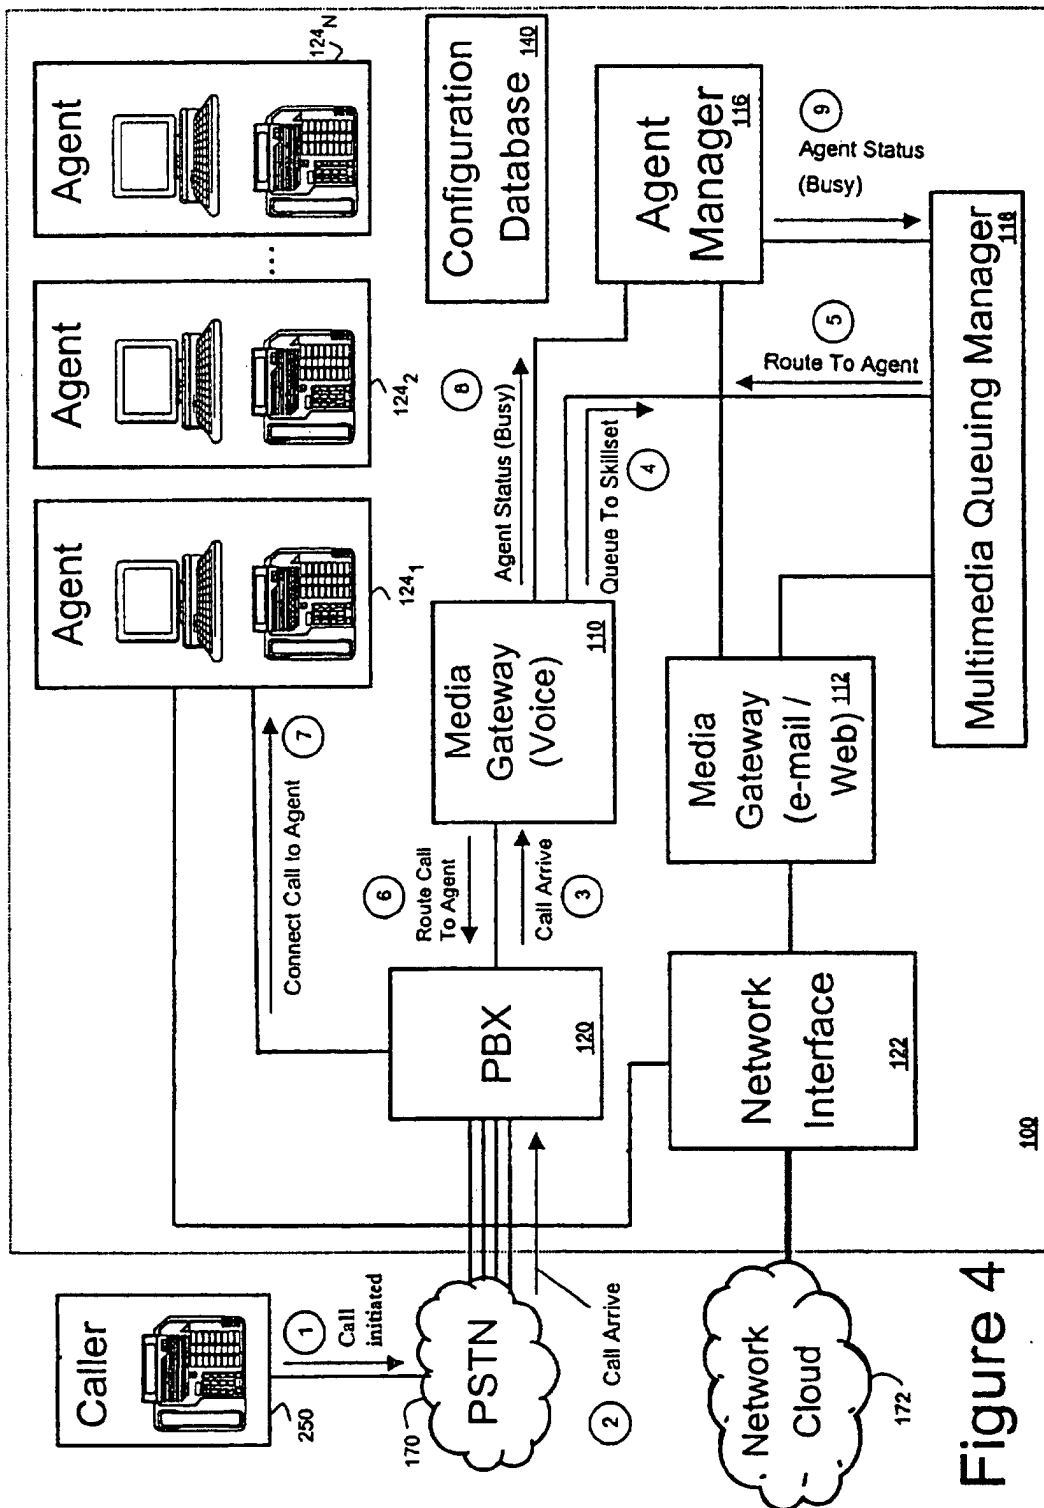 Caller
250
1
Call
initiated
170
PSTN
2
Call Arrive
Network
Cloud
172
Figure 4
100
Agent
124₁
Agent
124₂
...
Agent
124N
Connect Call to Agent
7
PBX
120
6
Route Call
To Agent
Call Arrive
3
Media
Gateway
(Voice)
110
Agent Status (Busy)
8
Queue To Skillset
4
Configuration
Database
140
Agent
Manager
116
9
Agent Status
(Busy)
5
Route To Agent
Network
Interface
122
Media
Gateway
(e-mail /
Web)
112
Multimedia Queuing Manager
118